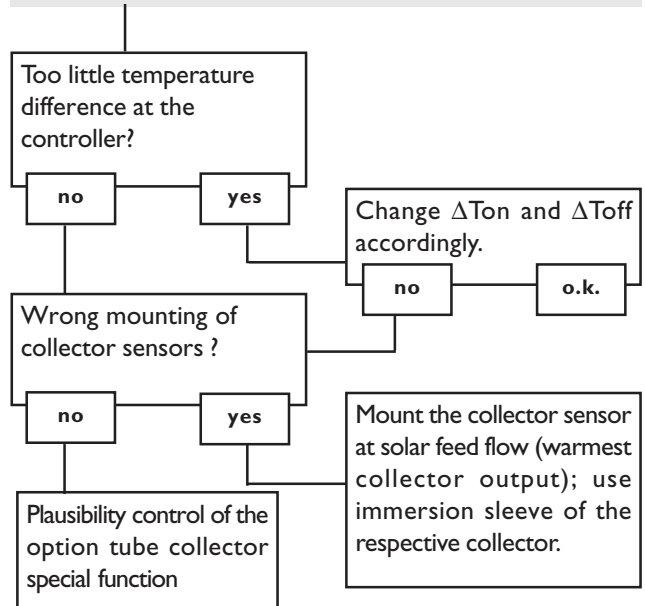 Too little temperature
difference at the
controller?
no
yes
Change ΔTon and ΔToff
accordingly.
no
o.k.
Wrong mounting of
collector sensors ?
no
yes
Mount the collector sensor
at solar feed flow (warmest
collector output); use
immersion sleeve of the
respective collector.
Plausibility control of the
option tube collector
special function